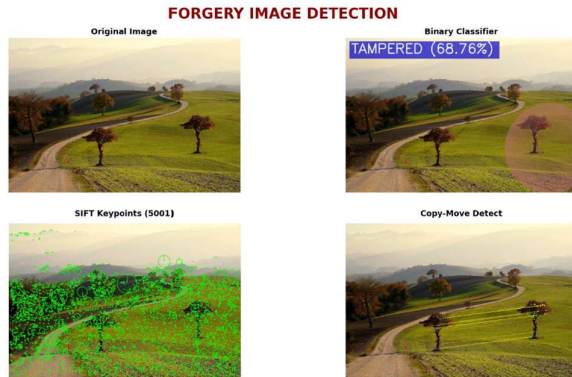 FORGERY IMAGE DETECTION
Original Image
Binary Classifier
TAMPERED (68.76%)
SIFT Keypoints (5001)
Copy-Move Detect